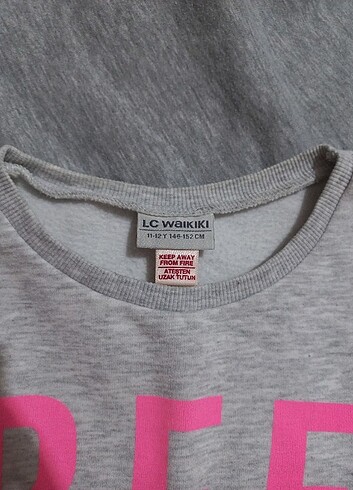 LC WAIKIKI
11-12 Y 146-152 CM
KEEP AWAY
FROM FIRE
ATEŞTEN
UZAK TUTUN